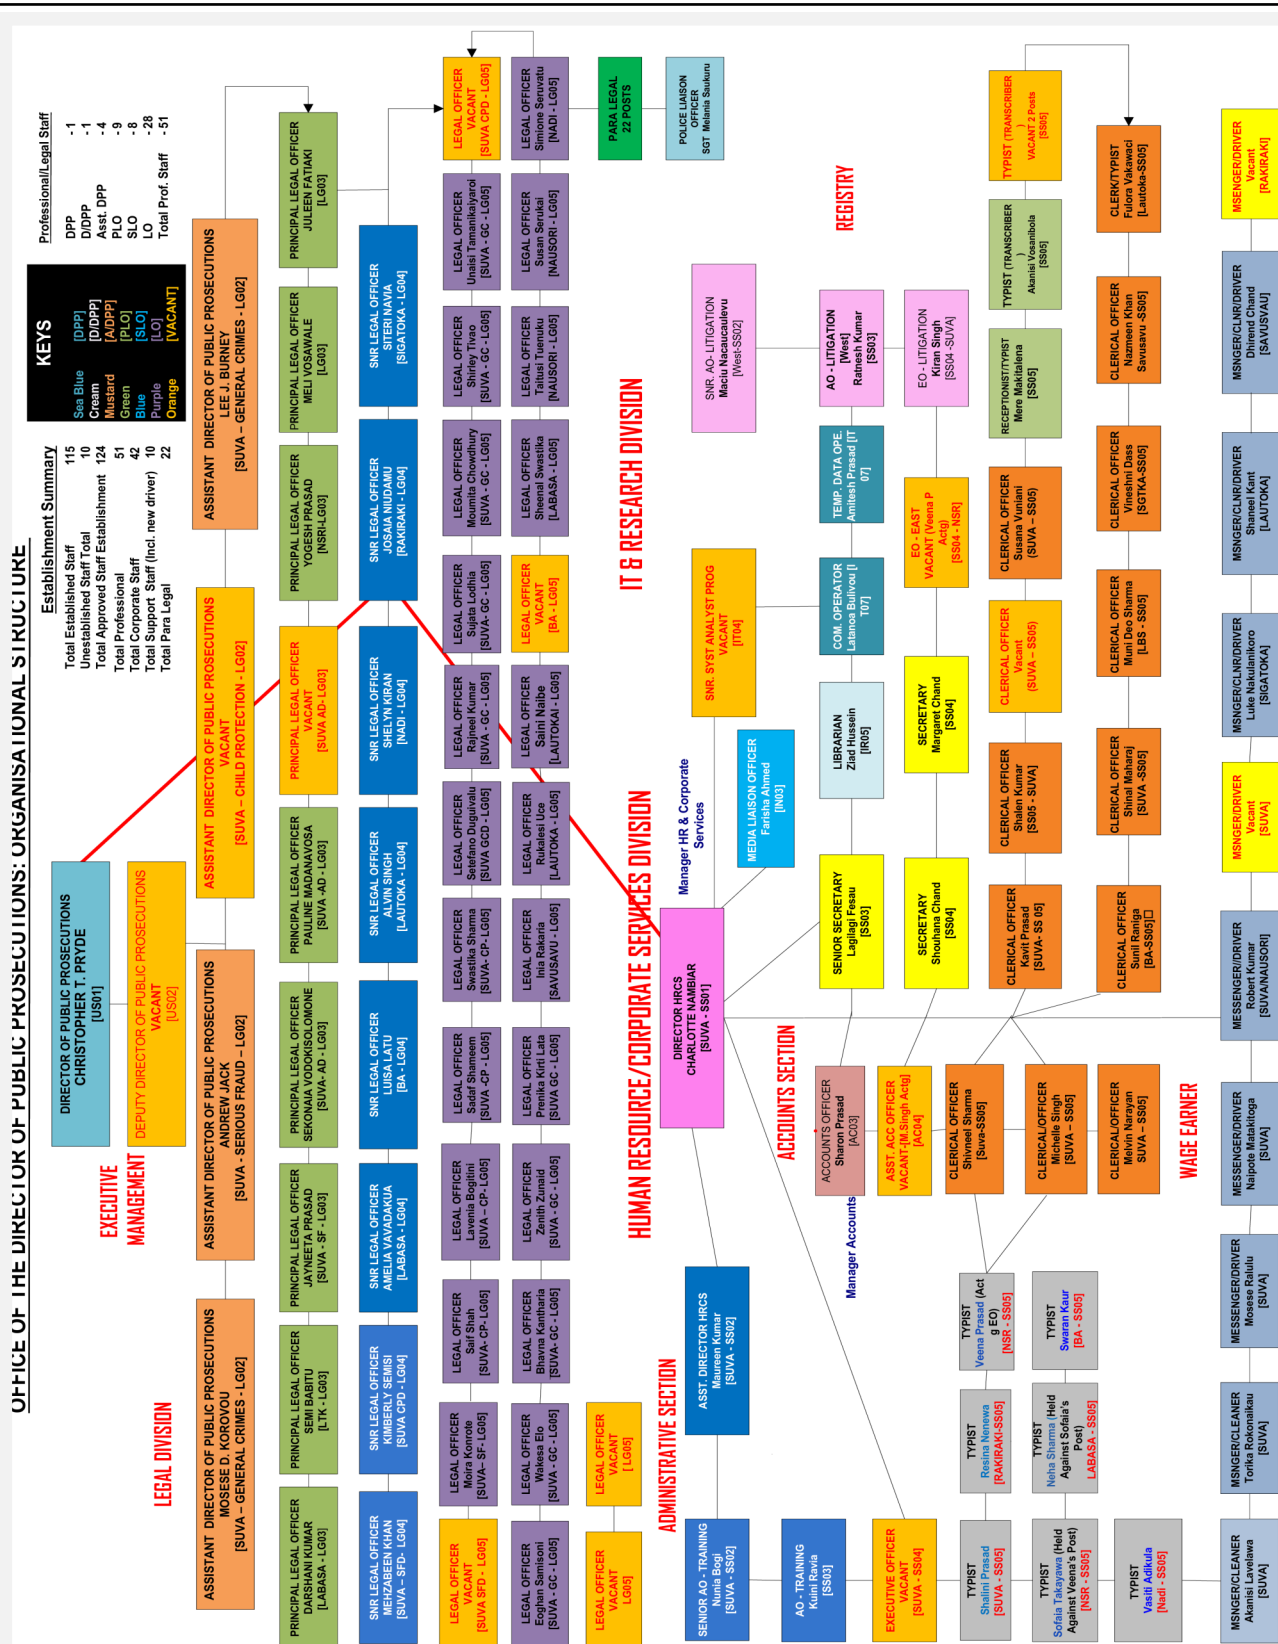 OFFICE OF THE DIRECTOR OF PUBLIC PROSECUTIONS: ORGANISATIONAL STRUCTURE
DIRECTOR OF PUBLIC PROSECUTIONS
CHRISTOPHER T. PRYDE
[US01]
DEPUTY DIRECTOR OF PUBLIC PROSECUTIONS
VACANT
[US02]
EXECUTIVE
MANAGEMENT
Establishment Summary
Total Established Staff 115
Unestablished Staff Total 10
Total Approved Staff Establishment 124
Total Professional 51
Total Corporate Staff 42
Total Support Staff (Incl. new driver) 10
Total Para Legal 22
KEYS
Sea Blue [DPP]
Cream [D/DPP]
Mustard [A/DPP]
Green [PLO]
Blue [SLO]
Purple [LO]
Orange [VACANT]
Professional/Legal Staff
DPP - 1
D/DPP - 1
Asst. DPP - 4
PLO - 9
SLO - 8
LO - 28
Total Prof. Staff - 51
LEGAL DIVISION
ASSISTANT DIRECTOR OF PUBLIC PROSECUTIONS
MOSESE D. KOROVOU
[SUVA – GENERAL CRIMES - LG02]
ASSISTANT DIRECTOR OF PUBLIC PROSECUTIONS
ANDREW JACK
[SUVA - SERIOUS FRAUD – LG02]
ASSISTANT DIRECTOR OF PUBLIC PROSECUTIONS
VACANT
[SUVA – CHILD PROTECTION - LG02]
ASSISTANT DIRECTOR OF PUBLIC PROSECUTIONS
LEE J. BURNEY
[SUVA – GENERAL CRIMES - LG02]
PRINCIPAL LEGAL OFFICER
DARSHANI KUMAR
[LABASA - LG03]
PRINCIPAL LEGAL OFFICER
SEMI BABITU
[LTK - LG03]
PRINCIPAL LEGAL OFFICER
JAYNEETA PRASAD
[SUVA - SF - LG03]
PRINCIPAL LEGAL OFFICER
SEKONAIA VODOKISOLOMONE
[SUVA - AD - LG03]
PRINCIPAL LEGAL OFFICER
PAULINE MADANAVOSA
[SUVA -AD - LG03]
PRINCIPAL LEGAL OFFICER
VACANT
[SUVA AD- LG03]
PRINCIPAL LEGAL OFFICER
YOGESH PRASAD
[NSRI-LG03]
PRINCIPAL LEGAL OFFICER
MELI VOSAWALE
[LG03]
PRINCIPAL LEGAL OFFICER
JULEEN FATIAKI
[LG03]
SNR LEGAL OFFICER
MEHZABEEN KHAN
[SUVA – SFD- LG04]
SNR LEGAL OFFICER
KIMBERLY SEMISI
[SUVA CPD - LG04]
SNR LEGAL OFFICER
AMELIA VAVADAKUA
[LABASA - LG04]
SNR LEGAL OFFICER
LUISA LATU
[BA - LG04]
SNR LEGAL OFFICER
ALVIN SINGH
[LAUTOKA - LG04]
SNR LEGAL OFFICER
SHELYN KIRAN
[NADI - LG04]
SNR LEGAL OFFICER
JOSAIA NIUDAMU
[RAKIRAKI - LG04]
SNR LEGAL OFFICER
SITERI NAVIA
[SIGATOKA - LG04]
LEGAL OFFICER
VACANT
[SUVA SFD - LG05]
LEGAL OFFICER
Moira Konrote
[SUVA– SF- LG05]
LEGAL OFFICER
Saif Shah
[SUVA- CP- LG05]
LEGAL OFFICER
Lavenia Bogitini
[SUVA – CP- LG05]
LEGAL OFFICER
Sadaf Shameem
[SUVA -CP - LG05]
LEGAL OFFICER
Swastika Sharma
[SUVA- CP- LG05]
LEGAL OFFICER
Setefano Duguivalu
[SUVA GCD - LG05]
LEGAL OFFICER
Rajneel Kumar
[SUVA - GC - LG05]
LEGAL OFFICER
Sujata Lodhia
[SUVA- GC - LG05]
LEGAL OFFICER
Moumita Chowdhury
[SUVA - GC - LG05]
LEGAL OFFICER
Shirley Tivao
[SUVA - GC - LG05]
LEGAL OFFICER
Unaisi Tamanikaiyaroi
[SUVA - GC - LG05]
LEGAL OFFICER
VACANT
[SUVA CPD - LG05]
LEGAL OFFICER
Eoghan Samisoni
[SUVA - GC - LG05]
LEGAL OFFICER
Wakesa Elo
[SUVA - GC - LG05]
LEGAL OFFICER
Bhavna Kantharia
[SUVA- GC - LG05]
LEGAL OFFICER
Zenith Zunaid
[SUVA - GC - LG05]
LEGAL OFFICER
Prenika Kirti Lata
[SUVA GC - LG05]
LEGAL OFFICER
Inia Rakaria
[SAVUSAVU - LG05]
LEGAL OFFICER
Rukalesi Uce
[LAUTOKA - LG05]
LEGAL OFFICER
Saini Naibe
[LAUTOKAI - LG05]
LEGAL OFFICER
VACANT
[BA - LG05]
LEGAL OFFICER
Sheenal Swastika
[LABASA - LG05]
LEGAL OFFICER
Taitusi Tuenuku
[NAUSORI - LG05]
LEGAL OFFICER
Susan Serukai
[NAUSORI - LG05]
LEGAL OFFICER
Simione Seruvatu
[NADI - LG05]
LEGAL OFFICER
VACANT
LG05]
LEGAL OFFICER
VACANT
[ LG05]
PARA LEGAL
22 POSTS
POLICE LIAISON
OFFICER
SGT Melania Saukuru
HUMAN RESOURCE/CORPORATE SERVICES DIVISION
IT & RESEARCH DIVISION
DIRECTOR HRCS
CHARLOTTE NAMBIAR
[SUVA - SS01]
Manager HR & Corporate
Services
ADMINISTRATIVE SECTION
ASST. DIRECTOR HRCS
Maureen Kumar
[SUVA - SS02]
SENIOR AO - TRAINING
Nunia Bogi
[SUVA - SS02]
AO - TRAINING
Kuini Ravia
[SS03]
EXECUTIVE OFFICER
VACANT
[SUVA - SS04]
MEDIA LIAISON OFFICER
Farisha Ahmed
[IN03]
SNR. SYST ANALYST PROG
VACANT
[IT04]
SNR. AO- LITIGATION
Maciu Nacaucaulevu
[West-SS02]
REGISTRY
ACCOUNTS SECTION
ACCOUNTS OFFICER
Sharon Prasad
[AC03]
Manager Accounts
SENIOR SECRETARY
Lagilagi Fesau
[SS03]
LIBRARIAN
Ziad Hussein
[IR05]
COM. OPERATOR
Latanoa Bulivou [I
T07]
TEMP. DATA OPE.
Amitesh Prasad [IT
07]
AO - LITIGATION
[West]
Ratnesh Kumar
[SS03]
ASST. ACC OFFICER
VACANT-[M.Singh Actg]
[AC04]
SECRETARY
Shouhana Chand
[SS04]
SECRETARY
Margaret Chand
[SS04]
EO - EAST
VACANT (Veena P
Actg)
[SS04 - NSR]
EO - LITIGATION
Kiran Singh
[SS04 -SUVA]
TYPIST
Shalini Prasad
[SUVA - SS05]
TYPIST
Resina Nenewa
[RAKIRAKI-SS05]
TYPIST
Veena Prasad (Act
g EO)
[NSR - SS05]
CLERICAL OFFICER
Shivneel Sharma
[Suva-SS05]
CLERICAL OFFICER
Kavit Prasad
[SUVA- SS 05]
CLERICAL OFFICER
Shalen Kumar
[SS05 - SUVA]
CLERICAL OFFICER
Vacant
(SUVA – SS05)
CLERICAL OFFICER
Susana Vuniani
(SUVA – SS05)
RECEPTIONIST/TYPIST
Mere Makitalena
[SS05]
TYPIST (TRANSCRIBER)
Akanisi Vosanibola
[SS05]
TYPIST (TRANSCRIBER
)
VACANT 2 Posts
[SS05]
TYPIST
Sofaia Takayawa (Held
Against Veena's Post)
[NSR - SS05]
TYPIST
Neha Sharma (Held
Against Sofaia's
Post)
LABASA - SS05]
TYPIST
Swaran Kaur
[BA - SS05]
CLERICAL/OFFICER
Michelle Singh
[SUVA – SS05]
CLERICAL OFFICER
Sunil Raniga
[BA-SS05]□
CLERICAL OFFICER
Shinal Maharaj
[SUVA -SS05]
CLERICAL OFFICER
Muni Deo Sharma
[LBS - SS05]
CLERICAL OFFICER
Vineshni Dass
[SGTKA-SS05]
CLERICAL OFFICER
Nazmeen Khan
Savusavu -SS05]
CLERK/TYPIST
Fulora Vakawaci
[Lautoka-SS05]
TYPIST
Vasiti Adikula
[Nadi - SS05]
CLERICAL/OFFICER
Melvin Narayan
SUVA – SS05]
WAGE EARNER
MSNGER/CLEANER
Akanisi Lavelawa
[SUVA]
MSNGER/CLEANER
Torika Rokonaikau
[SUVA]
MESSENGER/DRIVER
Mosese Ralulu
[SUVA]
MESSENGER/DRIVER
Naipote Matakitoga
[SUVA]
MESSENGER/DRIVER
Robert Kumar
[SUVA/NAUSORI]
MSNGER/DRIVER
Vacant
[SUVA]
MSNGER/CLNR/DRIVER
Luke Nakulanikoro
[SIGATOKA]
MSNGER/CLNR/DRIVER
Shaneel Kant
[LAUTOKA]
MSNGER/CLNR/DRIVER
Dhirend Chand
[SAVUSVAU]
MSENGER/DRIVER
Vacant
[RAKIRAKI]